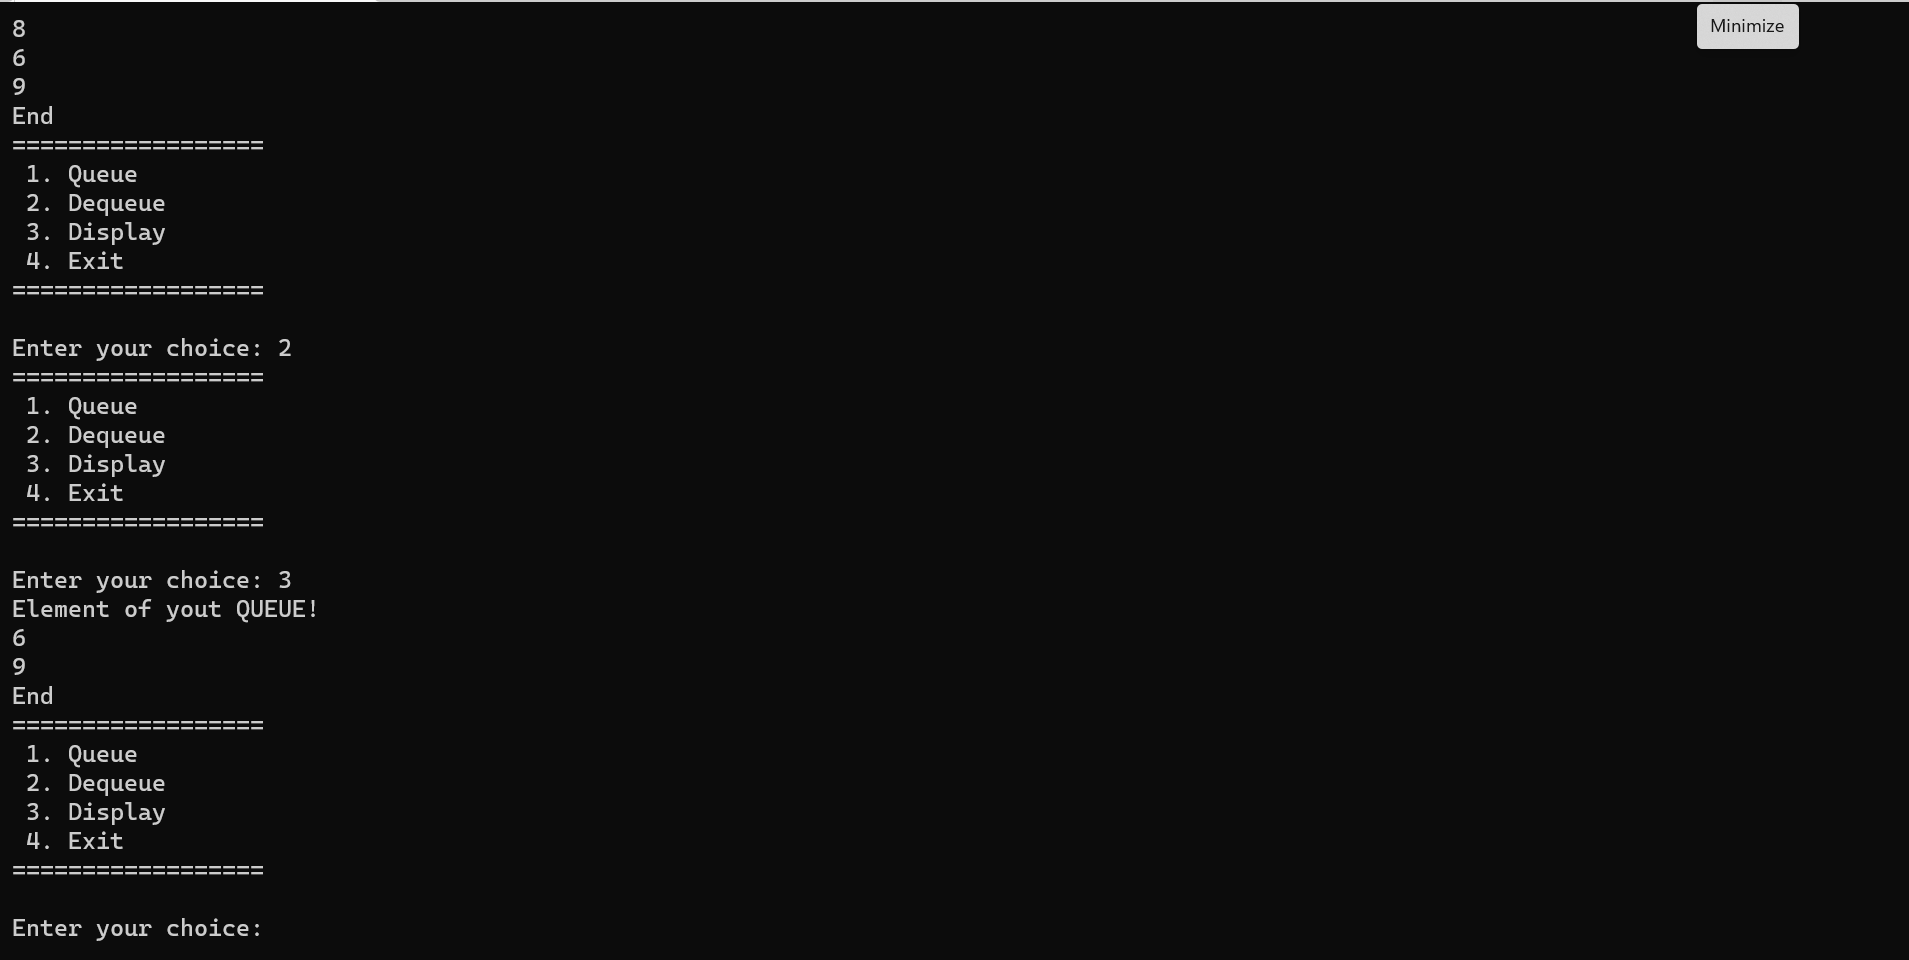 Minimize
8
6
9
End
==================
 1. Queue
 2. Dequeue
 3. Display
 4. Exit
==================

Enter your choice: 2
==================
 1. Queue
 2. Dequeue
 3. Display
 4. Exit
==================

Enter your choice: 3
Element of yout QUEUE!
6
9
End
==================
 1. Queue
 2. Dequeue
 3. Display
 4. Exit
==================

Enter your choice: